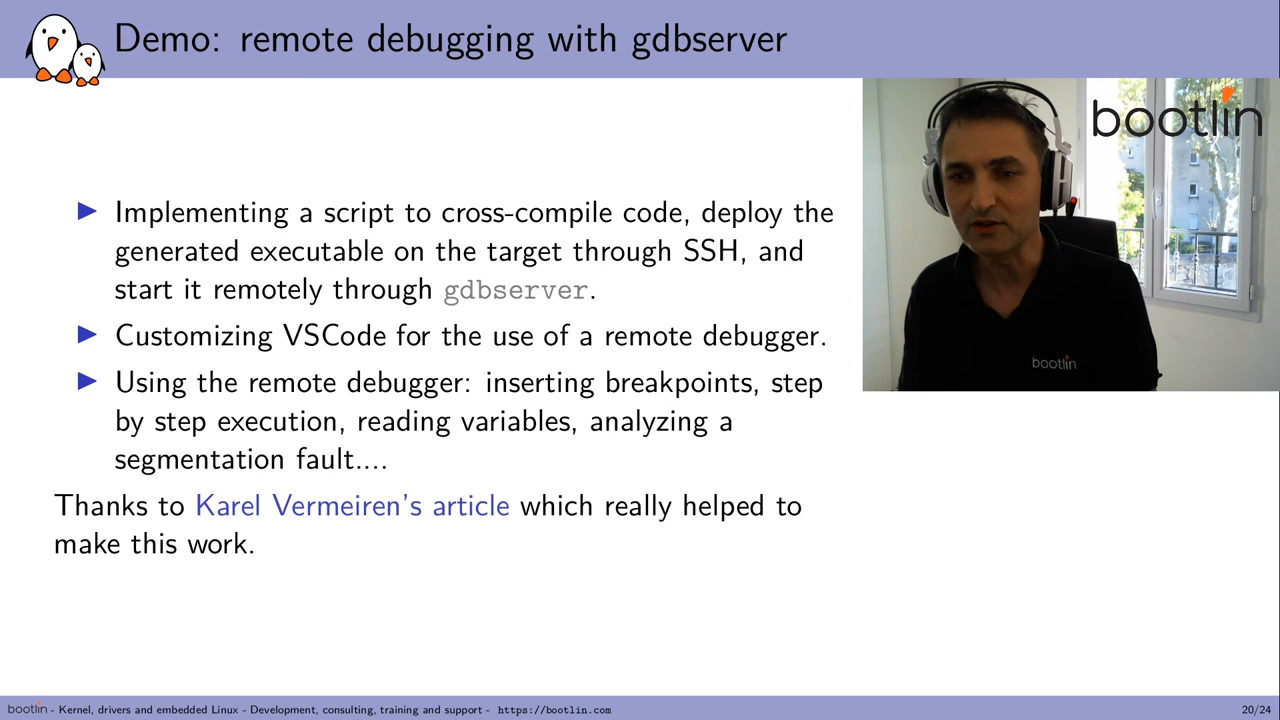 Demo: remote debugging with gdbserver
bootlin
Implementing a script to cross-compile code, deploy the
generated executable on the target through SSH, and
start it remotely through gdbserver.
Customizing VSCode for the use of a remote debugger.
Using the remote debugger: inserting breakpoints, step
by step execution, reading variables, analyzing a
segmentation fault....
bootlin
Thanks to Karel Vermeiren's article which really helped to
make this work.
bootlin - Kernel, drivers and embedded Linux - Development, consulting, training and support - https://bootlin.com
20/24